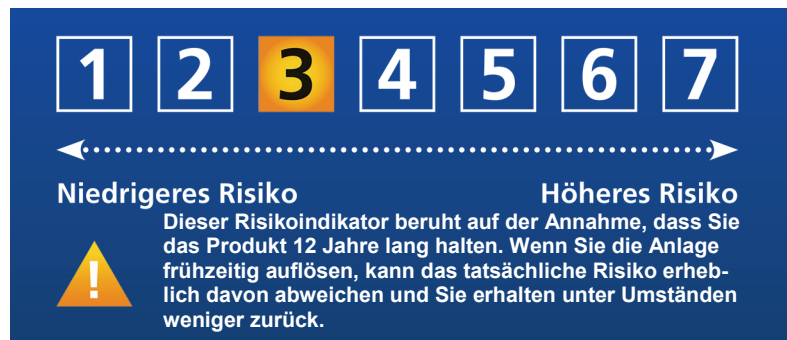 1 2 3 4 5 6 7
Niedrigeres Risiko Höheres Risiko
Dieser Risikoindikator beruht auf der Annahme, dass Sie
das Produkt 12 Jahre lang halten. Wenn Sie die Anlage
frühzeitig auflösen, kann das tatsächliche Risiko erheb-
lich davon abweichen und Sie erhalten unter Umständen
weniger zurück.
!